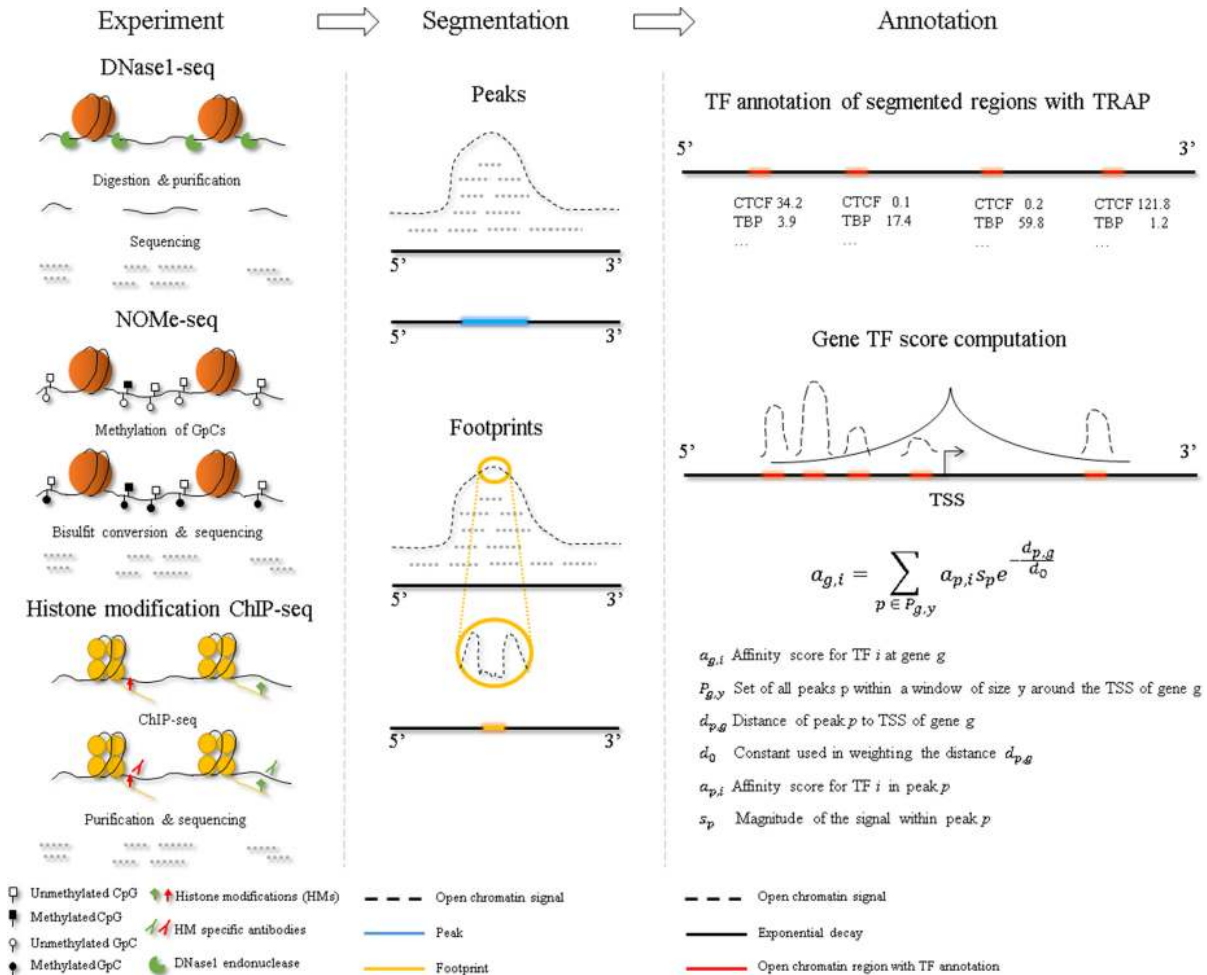 Experiment
Segmentation
Annotation
DNase1-seq
Digestion & purification
Sequencing
NOMe-seq
Methylation of GpCs
Bisulfit conversion & sequencing
Histone modification ChIP-seq
ChIP-seq
Purification & sequencing
Peaks
5’ 3’
5’ 3’
Footprints
5’ 3’
5’ 3’
TF annotation of segmented regions with TRAP
5’ 3’
CTCF 34.2 CTCF 0.1 CTCF 0.2 CTCF 121.8
TBP 3.9 TBP 17.4 TBP 59.8 TBP 1.2
... ... ... ...
Gene TF score computation
5’ 3’
TSS
a_{g,i} = \sum_{p \in P_{g,y}} a_{p,i} s_p e^{-\frac{d_{p,g}}{d_0}}
a_{g,i} Affinity score for TF i at gene g
P_{g,y} Set of all peaks p within a window of size y around the TSS of gene g
d_{p,g} Distance of peak p to TSS of gene g
d_0 Constant used in weighting the distance d_{p,g}
a_{p,i} Affinity score for TF i in peak p
s_p Magnitude of the signal within peak p
Unmethylated CpG
Methylated CpG
Unmethylated GpC
Methylated GpC
Histone modifications (HMs)
HM specific antibodies
DNase1 endonuclease
Open chromatin signal
Peak
Footprint
Open chromatin signal
Exponential decay
Open chromatin region with TF annotation